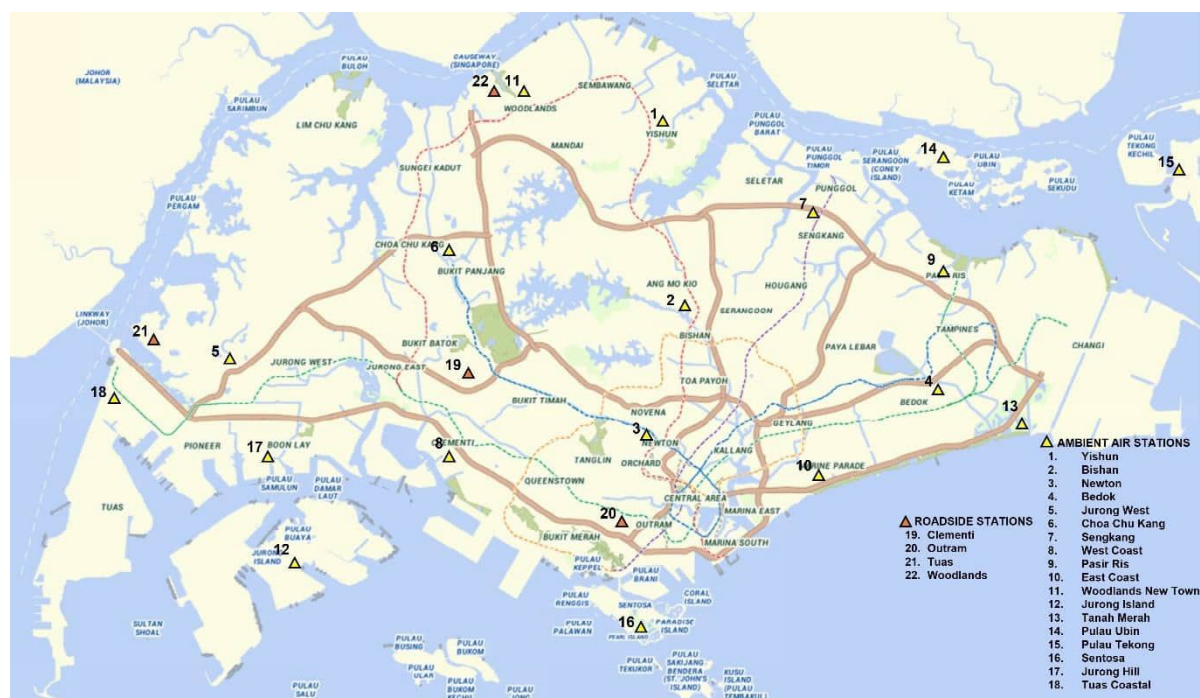 JOHOR
(MALAYSIA)
PULAU
BULOH
CAUSEWAY
(SINGAPORE)
PULAU
SARIMBUN
22
11
WOODLANDS
SEMBAWANG
PULAU
SELETAR
LIM CHU KANG
1
YISHUN
PULAU
PUNGGOL
BARAT
MANDAI
SUNGEI KADUT
PULAU
PUNGGOL
TIMOR
PULAU
SERANGOON
(CONEY
ISLAND)
14
PULAU
UBIN
PULAU
KETAM
PULAU
SEKUDU
PULAU
TEKONG
KECHIL
15
PULAU
PERGAM
SELETAR
PUNGGOL
7
SENGKANG
CHOA CHU KANG
6
BUKIT PANJANG
9
PASIR RIS
ANG MO KIO
2
HOUGANG
SERANGOON
BISHAN
TAMPINES
CHANGI
LINKWAY
(JOHOR)
21
5
JURONG WEST
BUKIT BATOK
JURONG EAST
19
PAYA LEBAR
TOA PAYOH
4
BEDOK
18
BUKIT TIMAH
NOVENA
3
NEWTON
GEYLANG
13
PIONEER
17
BOON LAY
CLEMENTI
8
TANGLIN
ORCHARD
KALLANG
MARINE PARADE
10
PULAU
SAMULUN
PULAU
DAMAR
LAUT
QUEENSTOWN
CENTRAL AREA
MARINA EAST
TUAS
20
OUTRAM
BUKIT MERAH
MARINA SOUTH
PULAU
BUAYA
JURONG
ISLAND
12
PULAU
KEPPEL
PULAU
BRANI
PULAU
RENGGIS
SENTOSA
CORAL
ISLAND
PULAU
PALAWAN
16
PEARL ISLAND
PARADISE
ISLAND
SULTAN
SHOAL
PULAU
BUSING
PULAU
BUKOM
PULAU
ULAR
PULAU
BUKOM
KECHIL
PULAU
TEKUKOR
PULAU
SAKIJANG
BENDERA
(ST. JOHN'S
ISLAND)
KUSU
ISLAND
(PULAU
TEMBAKUL)
PULAU
SALU
PULAU
JONG
ROADSIDE STATIONS
19. Clementi
20. Outram
21. Tuas
22. Woodlands
AMBIENT AIR STATIONS
1. Yishun
2. Bishan
3. Newton
4. Bedok
5. Jurong West
6. Choa Chu Kang
7. Sengkang
8. West Coast
9. Pasir Ris
10. East Coast
11. Woodlands New Town
12. Jurong Island
13. Tanah Merah
14. Pulau Ubin
15. Pulau Tekong
16. Sentosa
17. Jurong Hill
18. Tuas Coastal